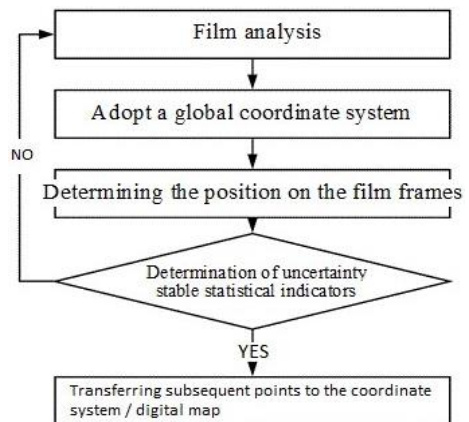 Film analysis
Adopt a global coordinate system
NO
Determining the position on the film frames
Determination of uncertainty
stable statistical indicators
YES
Transferring subsequent points to the coordinate
system / digital map